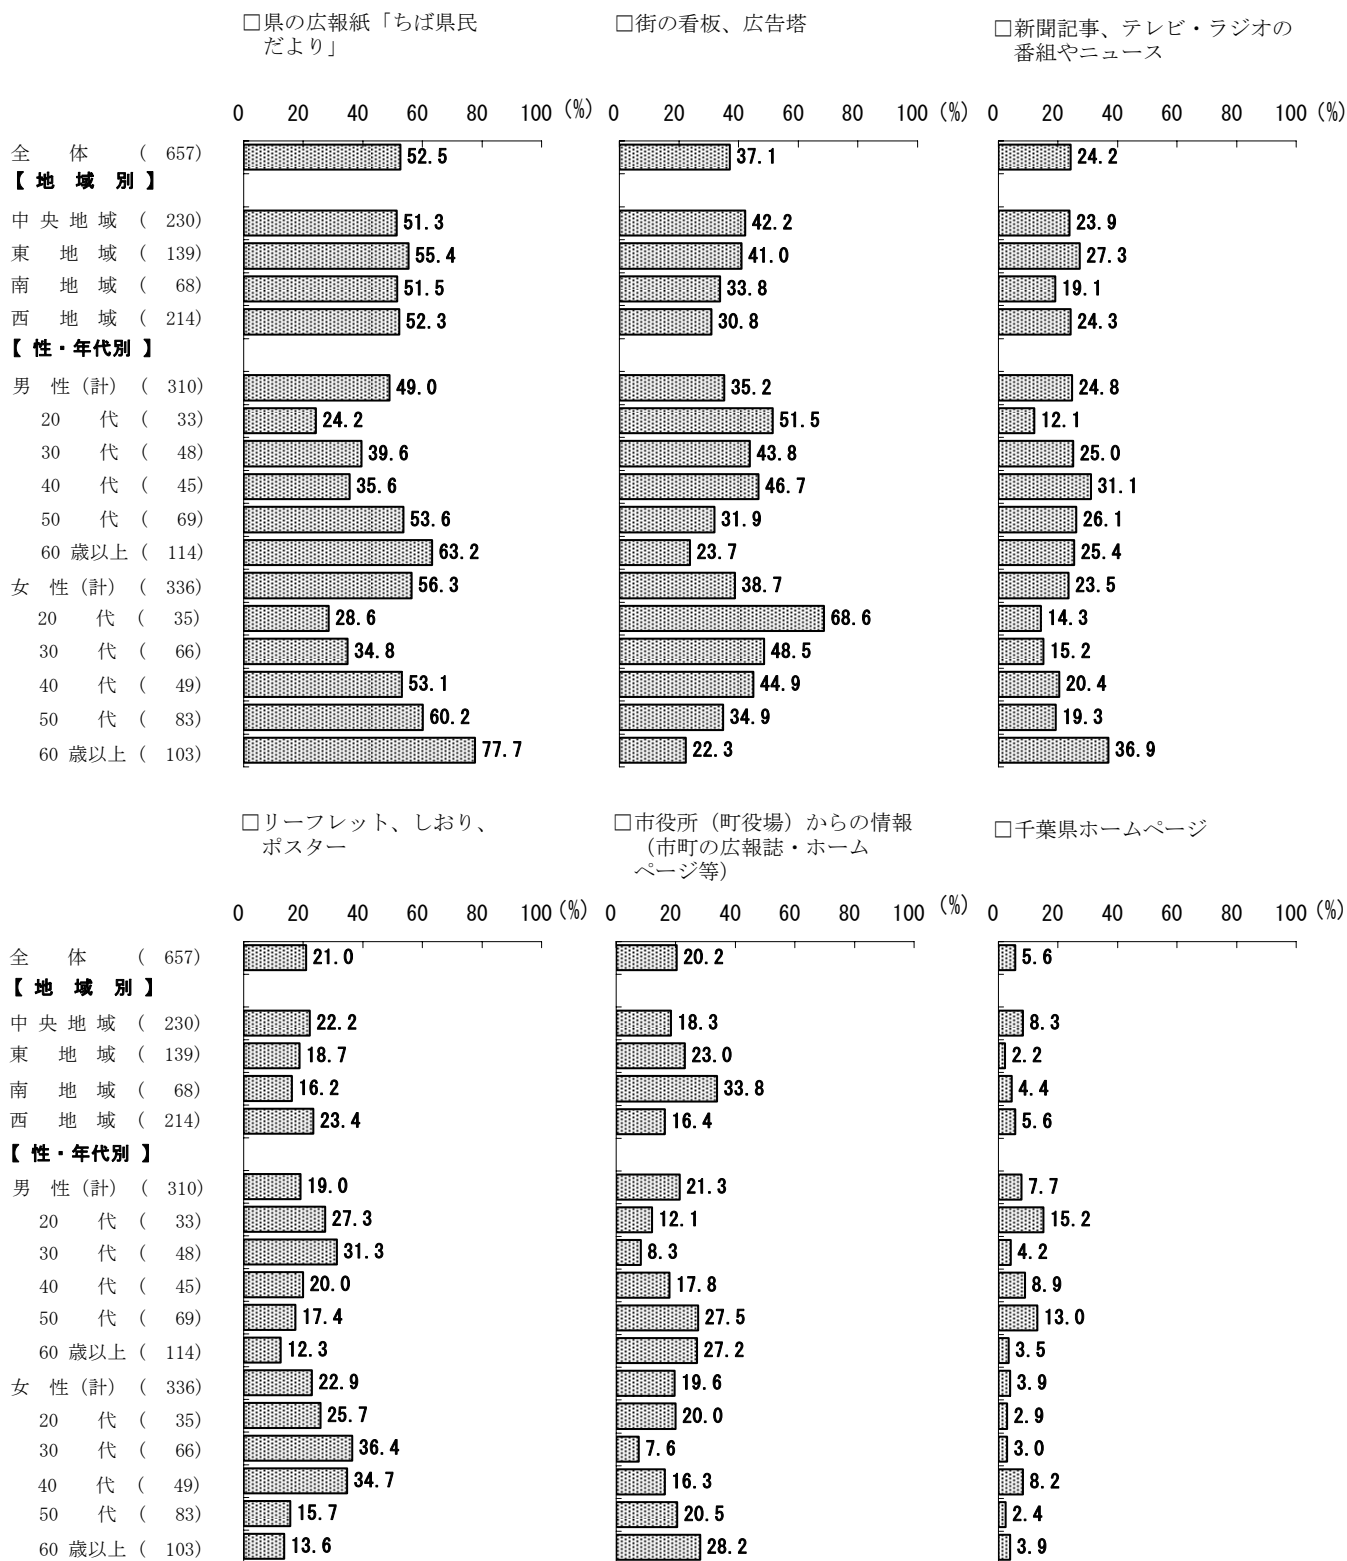 □県の広報紙「ちば県民
だより」
□街の看板、広告塔
□新聞記事、テレビ・ラジオの
番組やニュース
0 20 40 60 80 100 (%)
0 20 40 60 80 100 (%)
0 20 40 60 80 100 (%)
全 体 ( 657) 52.5 37.1 24.2
【 地 域 別 】
中 央 地 域 ( 230) 51.3 42.2 23.9
東 地 域 ( 139) 55.4 41.0 27.3
南 地 域 ( 68) 51.5 33.8 19.1
西 地 域 ( 214) 52.3 30.8 24.3
【 性・年代別 】
男 性(計) ( 310) 49.0 35.2 24.8
20 代 ( 33) 24.2 51.5 12.1
30 代 ( 48) 39.6 43.8 25.0
40 代 ( 45) 35.6 46.7 31.1
50 代 ( 69) 53.6 31.9 26.1
60 歳以上 ( 114) 63.2 23.7 25.4
女 性(計) ( 336) 56.3 38.7 23.5
20 代 ( 35) 28.6 68.6 14.3
30 代 ( 66) 34.8 48.5 15.2
40 代 ( 49) 53.1 44.9 20.4
50 代 ( 83) 60.2 34.9 19.3
60 歳以上 ( 103) 77.7 22.3 36.9
□リーフレット、しおり、
ポスター
□市役所（町役場）からの情報
（市町の広報誌・ホーム
ページ等）
□千葉県ホームページ
0 20 40 60 80 100 (%)
0 20 40 60 80 100 (%)
0 20 40 60 80 100 (%)
全 体 ( 657) 21.0 20.2 5.6
【 地 域 別 】
中 央 地 域 ( 230) 22.2 18.3 8.3
東 地 域 ( 139) 18.7 23.0 2.2
南 地 域 ( 68) 16.2 33.8 4.4
西 地 域 ( 214) 23.4 16.4 5.6
【 性・年代別 】
男 性(計) ( 310) 19.0 21.3 7.7
20 代 ( 33) 27.3 12.1 15.2
30 代 ( 48) 31.3 8.3 4.2
40 代 ( 45) 20.0 17.8 8.9
50 代 ( 69) 17.4 27.5 13.0
60 歳以上 ( 114) 12.3 27.2 3.5
女 性(計) ( 336) 22.9 19.6 3.9
20 代 ( 35) 25.7 20.0 2.9
30 代 ( 66) 36.4 7.6 3.0
40 代 ( 49) 34.7 16.3 8.2
50 代 ( 83) 15.7 20.5 2.4
60 歳以上 ( 103) 13.6 28.2 3.9